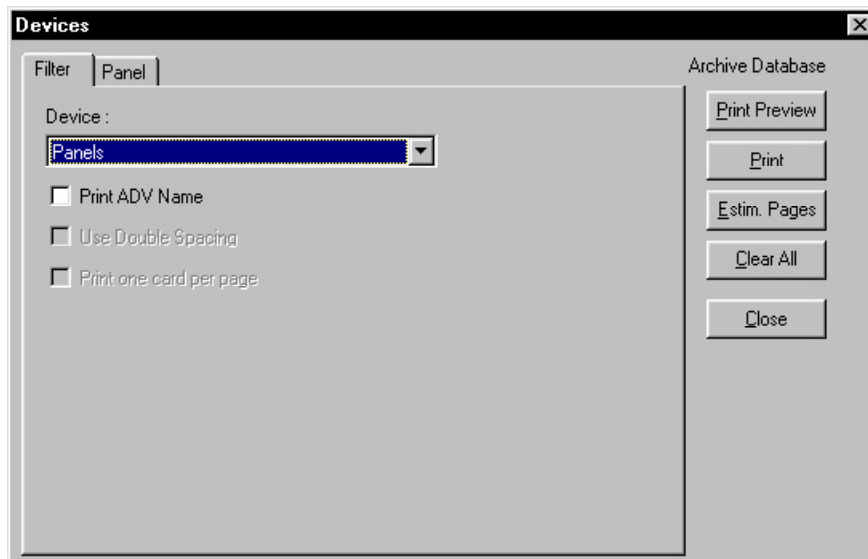 Devices
Filter
Panel
Archive Database
Device :
Panels
Print ADV Name
Use Double Spacing
Print one card per page
Print Preview
Print
Estim. Pages
Clear All
Close